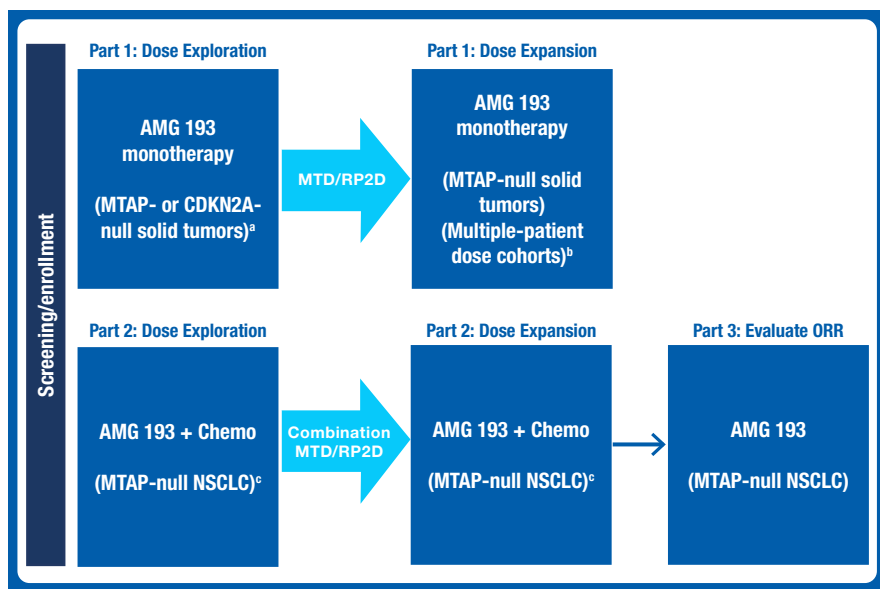 Screening/enrollment
Part 1: Dose Exploration
AMG 193
monotherapy
(MTAP- or CDKN2A-
null solid tumors)ᵃ
MTD/RP2D
Part 1: Dose Expansion
AMG 193
monotherapy
(MTAP-null solid
tumors)
(Multiple-patient
dose cohorts)ᵇ
Part 2: Dose Exploration
AMG 193 + Chemo
(MTAP-null NSCLC)ᶜ
Combination
MTD/RP2D
Part 2: Dose Expansion
AMG 193 + Chemo
(MTAP-null NSCLC)ᶜ
Part 3: Evaluate ORR
AMG 193
(MTAP-null NSCLC)